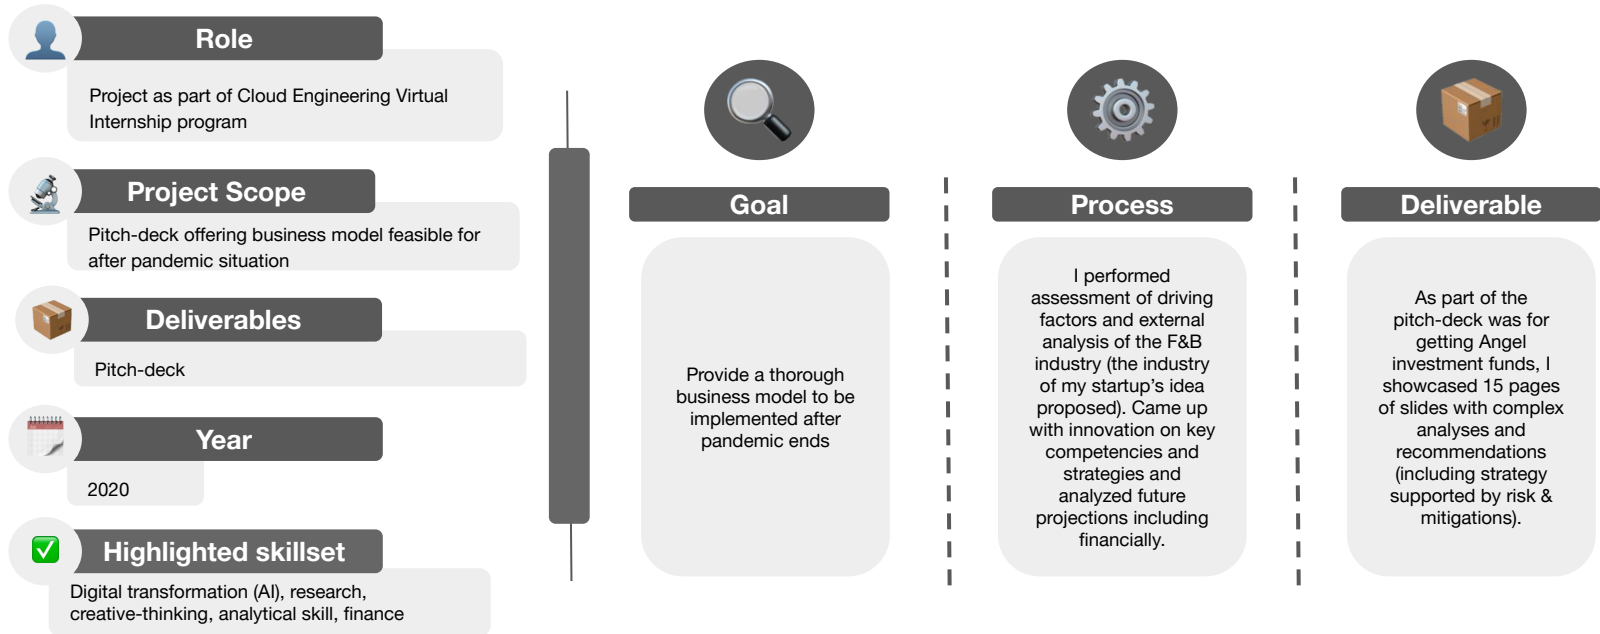 Role
Project as part of Cloud Engineering Virtual
Internship program
Project Scope
Pitch-deck offering business model feasible for
after pandemic situation
Deliverables
Pitch-deck
Year
2020
Highlighted skillset
Digital transformation (AI), research,
creative-thinking, analytical skill, finance
Goal
Provide a thorough
business model to be
implemented after
pandemic ends
Process
I performed
assessment of driving
factors and external
analysis of the F&B
industry (the industry
of my startup’s idea
proposed). Came up
with innovation on key
competencies and
strategies and
analyzed future
projections including
financially.
Deliverable
As part of the
pitch-deck was for
getting Angel
investment funds, I
showcased 15 pages
of slides with complex
analyses and
recommendations
(including strategy
supported by risk &
mitigations).